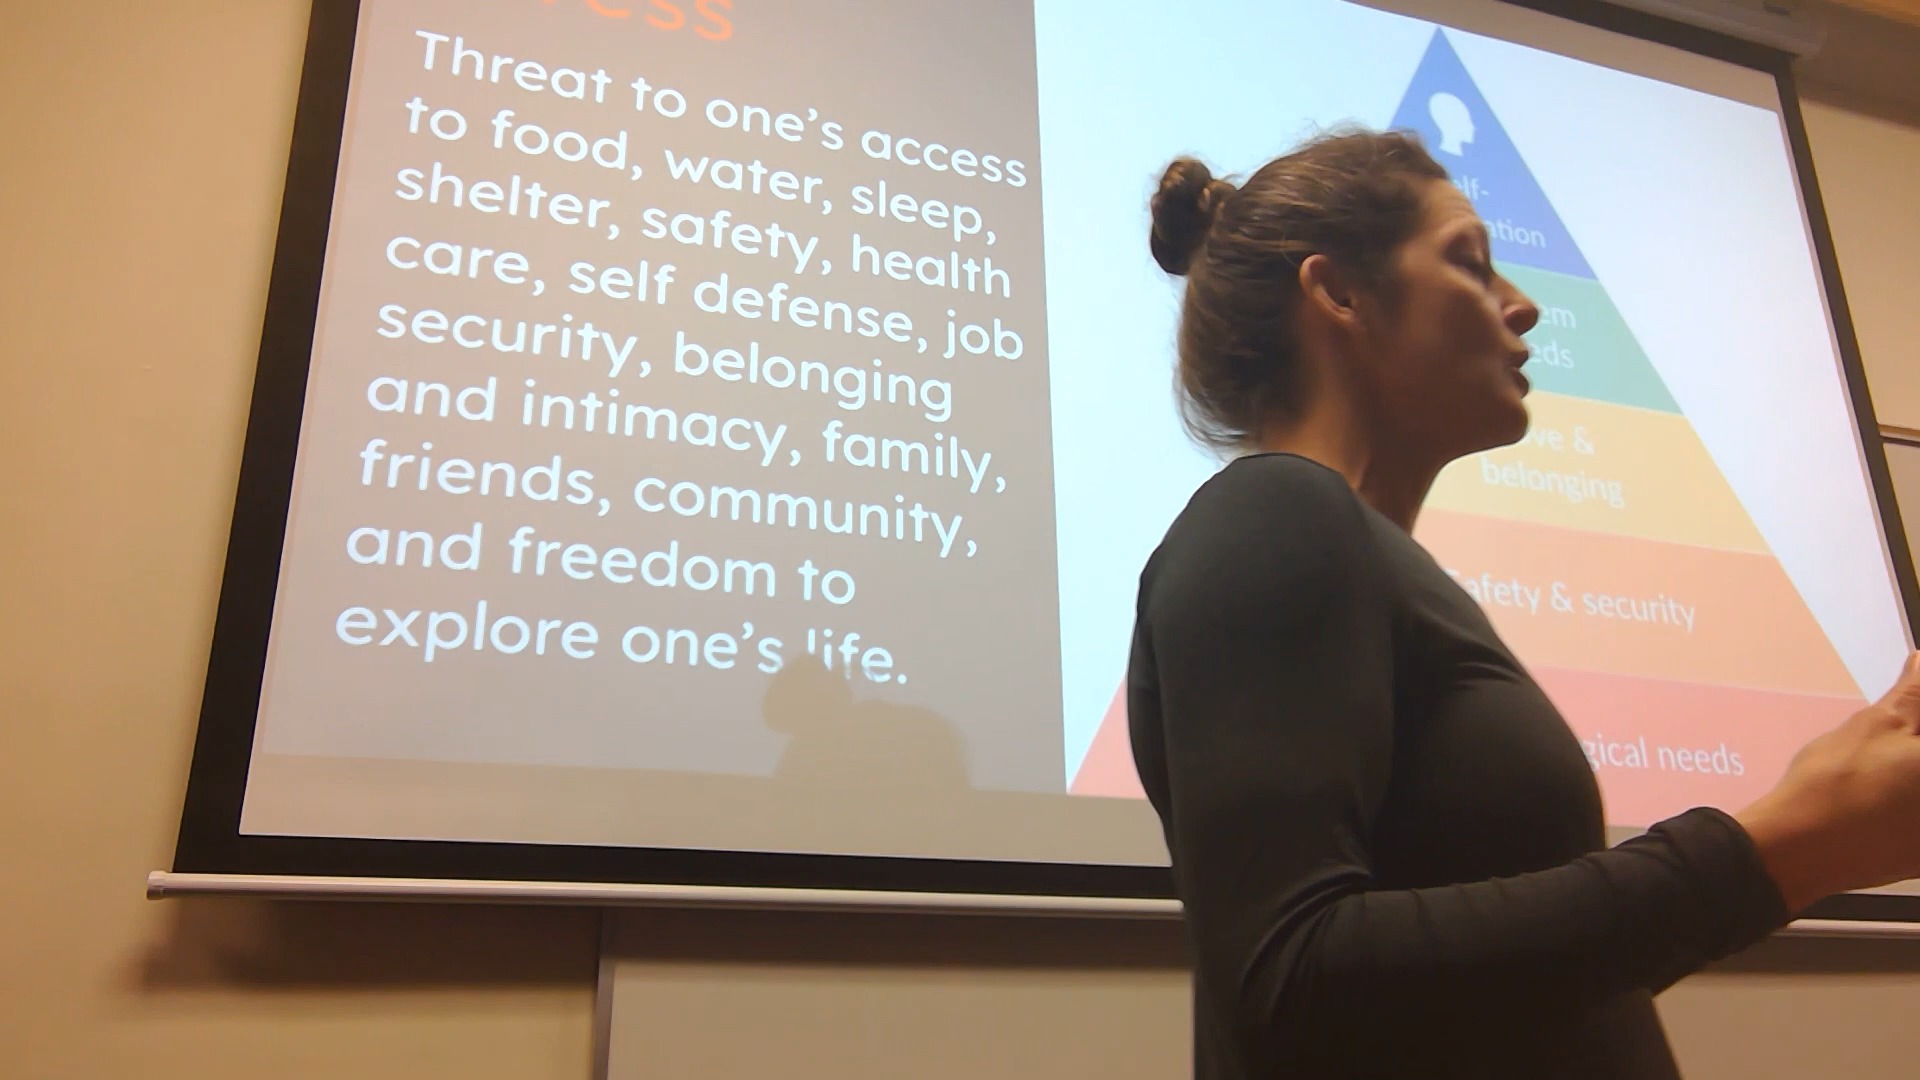 Threat to one's access
to food, water, sleep,
shelter, safety, health
care, self defense, job
security, belonging
and intimacy, family,
friends, community,
and freedom to
explore one's life.
belonging
& security
needs